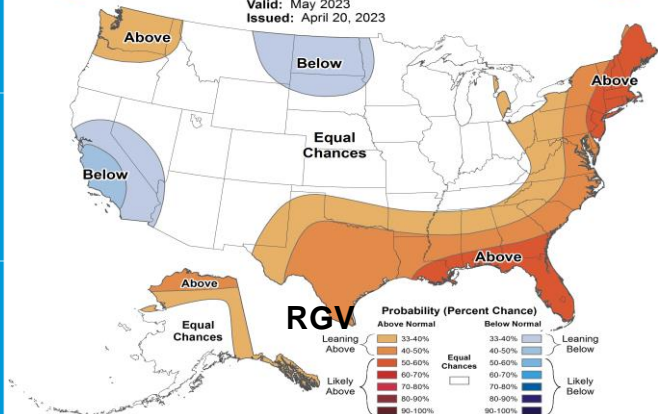 Valid: May 2023
Issued: April 20, 2023
Above
Below
Above
Equal
Chances
Below
Above
Above
Equal
Chances
RGV
Probability (Percent Chance)
Above Normal
Below Normal
Leaning
Above
33-40%
40-50%
Likely
Above
50-60%
60-70%
70-80%
80-90%
90-100%
Equal
Chances
33-40%
40-50%
Leaning
Below
50-60%
60-70%
70-80%
80-90%
90-100%
Likely
Below